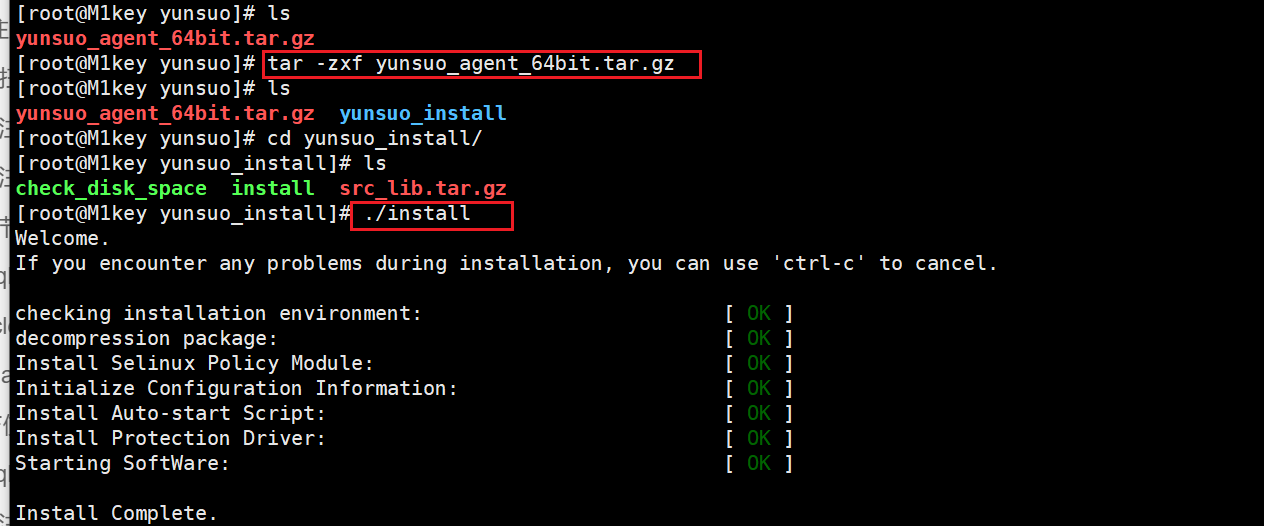 [root@M1key yunsuo]# ls
yunsuo_agent_64bit.tar.gz
[root@M1key yunsuo]# tar -zxf yunsuo_agent_64bit.tar.gz
[root@M1key yunsuo]# ls
yunsuo_agent_64bit.tar.gz  yunsuo_install
[root@M1key yunsuo]# cd yunsuo_install/
[root@M1key yunsuo_install]# ls
check_disk_space  install  src_lib.tar.gz
[root@M1key yunsuo_install]# ./install
Welcome.
If you encounter any problems during installation, you can use 'ctrl-c' to cancel.
checking installation environment: [ OK ]
decompression package: [ OK ]
Install Selinux Policy Module: [ OK ]
Initialize Configuration Information: [ OK ]
Install Auto-start Script: [ OK ]
Install Protection Driver: [ OK ]
Starting SoftWare: [ OK ]
Install Complete.